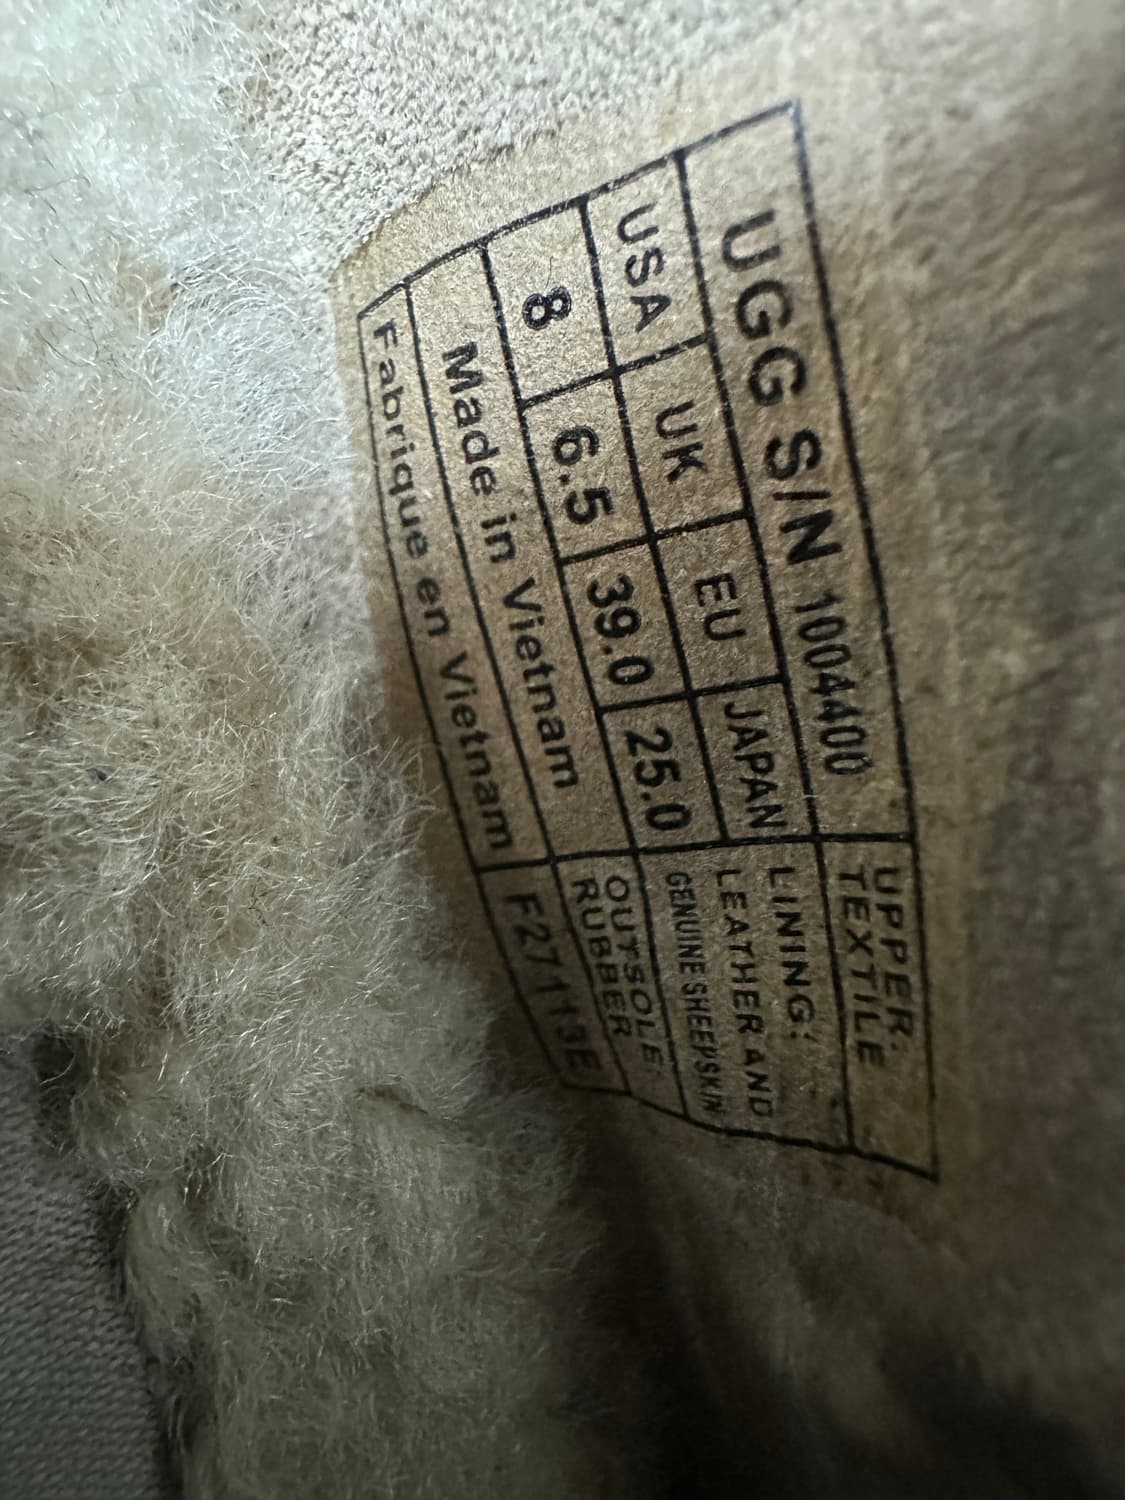 UGG S/N 1004400
USA UK EU JAPAN
8 6.5 39.0 25.0
Made in Vietnam
Fabrique en Vietnam
UPPER:
TEXTILE
LINING:
LEATHER AND
GENUINE SHEEPSKIN
OUTSOLE:
RUBBER
F27113E